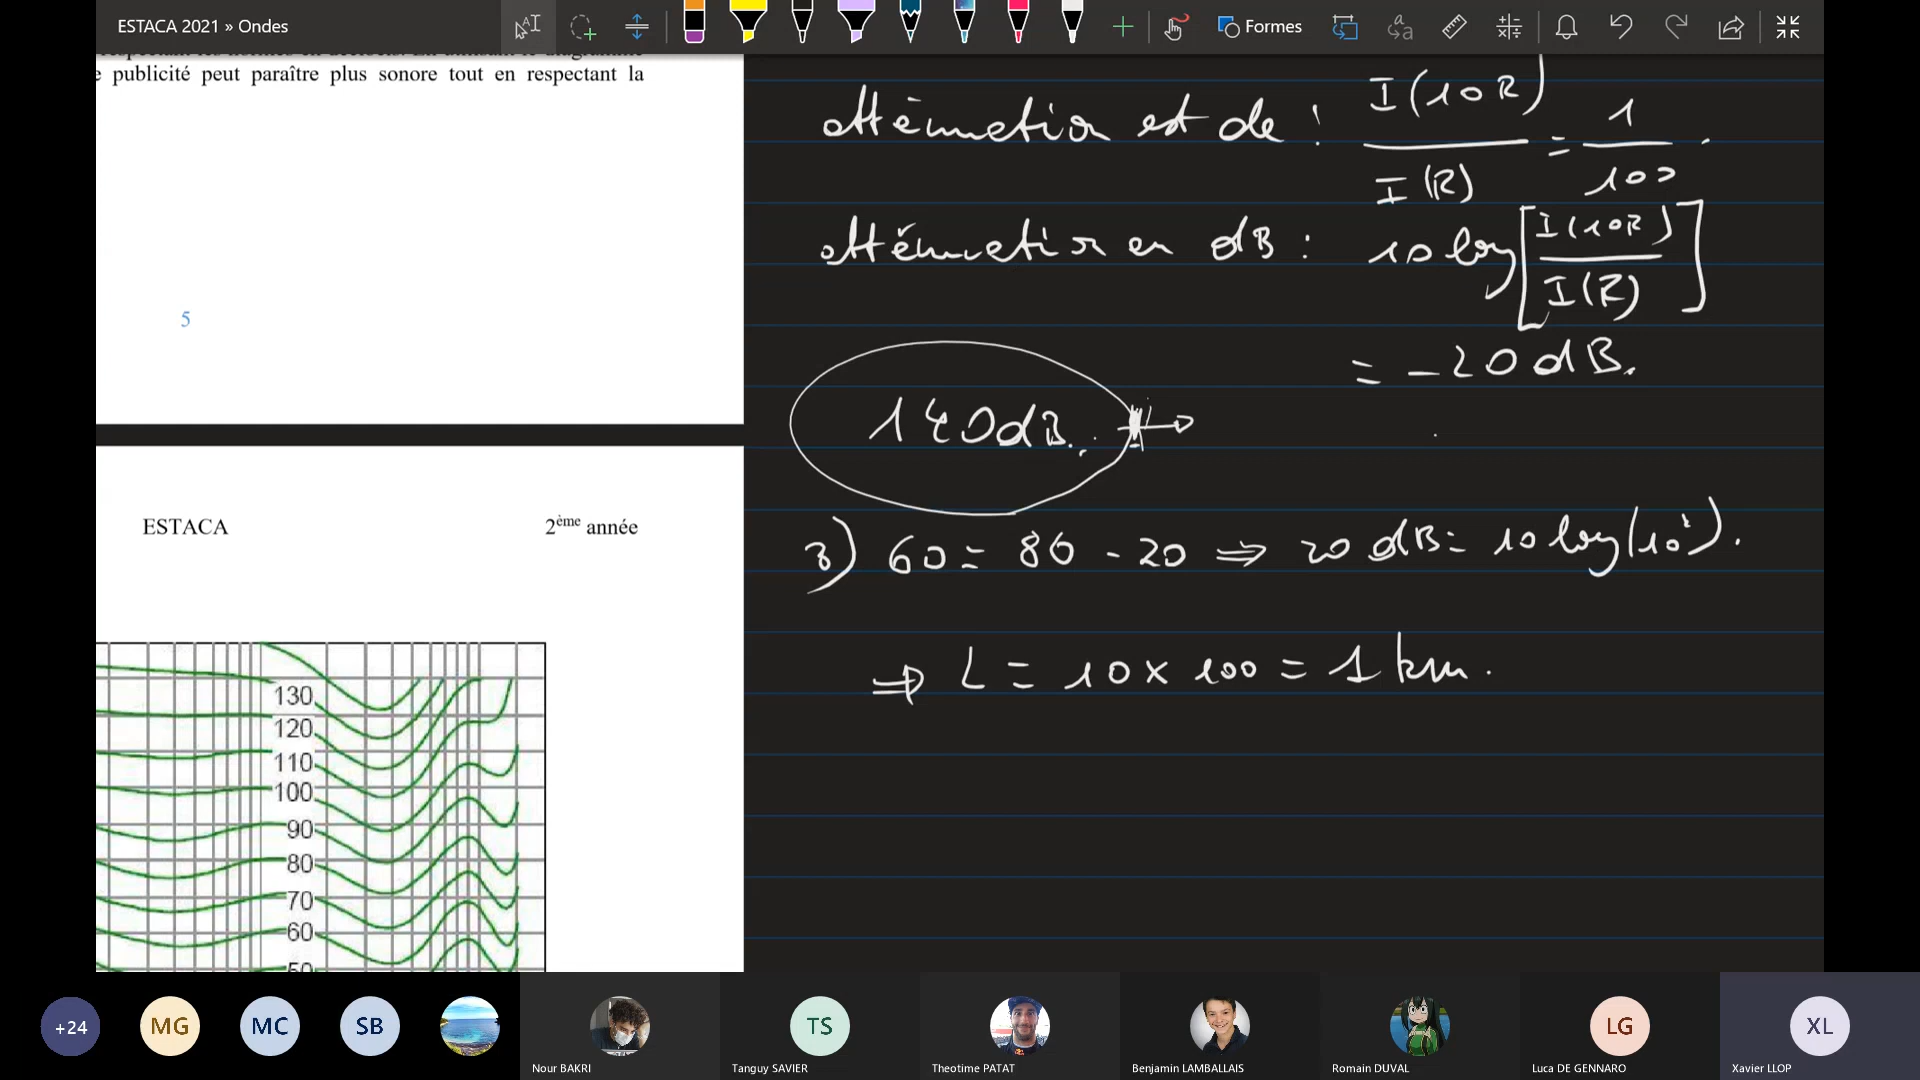 ESTACA 2021 » Ondes
Formes
publicité peut paraître plus sonore tout en respectant la
5
ESTACA 2ème année
130
120
110
100
90
80
70
60
50
atténuation est de : I(10R) / I(R) = 1 / 100 .
atténuation en dB : 10 log [ I(10R) / I(R) ]
= -20 dB.
140 dB.
3) 60 = 80 - 20 ⇒ 20 dB = 10 log(10²).
⇒ L = 10 × 100 = 1 km.
+24
MG
MC
SB
Nour BAKRI
TS
Tanguy SAVIER
Theotime PATAT
Benjamin LAMBALLAIS
Romain DUVAL
LG
Luca DE GENNARO
XL
Xavier LLOP